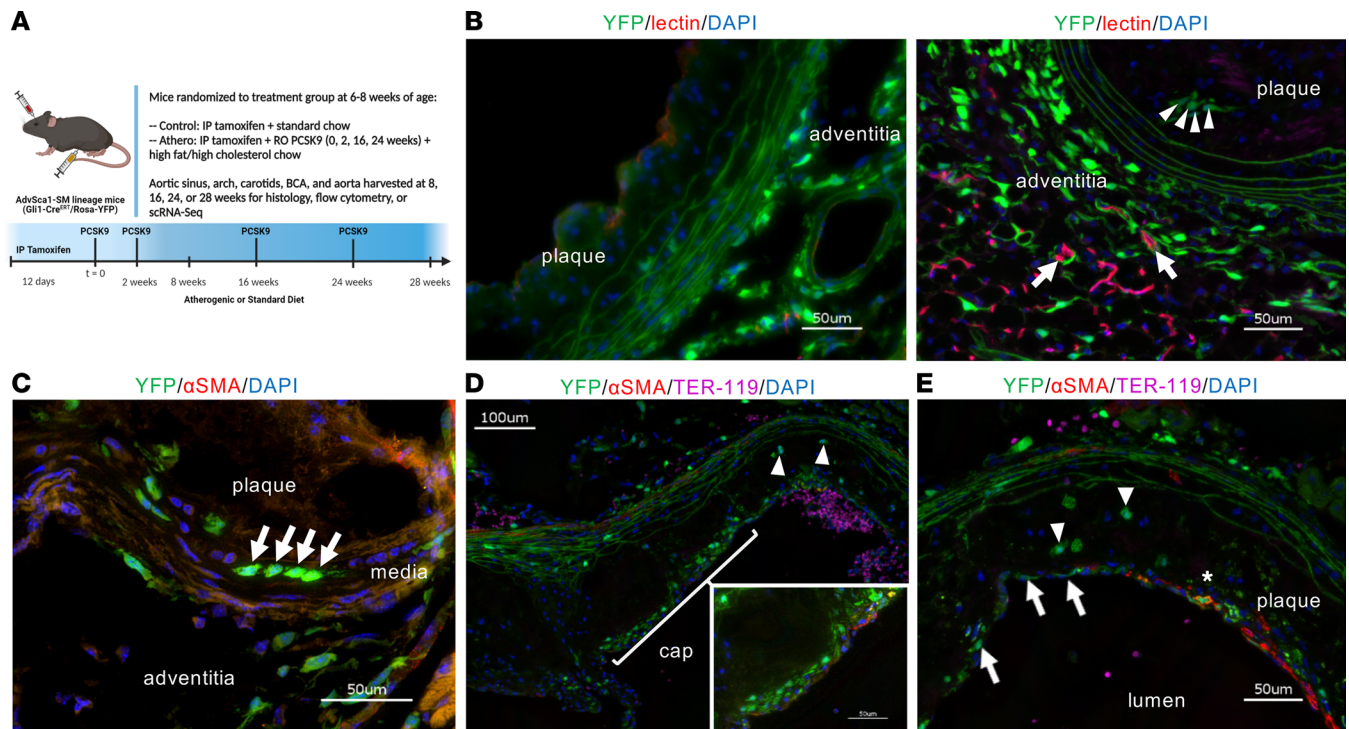 A
Mice randomized to treatment group at 6-8 weeks of age:
-- Control: IP tamoxifen + standard chow
-- Athero: IP tamoxifen + RO PCSK9 (0, 2, 16, 24 weeks) +
high fat/high cholesterol chow
Aortic sinus, arch, carotids, BCA, and aorta harvested at 8,
16, 24, or 28 weeks for histology, flow cytometry, or
scRNA-Seq
AdvSca1-SM lineage mice
(Gli1-CreERT/Rosa-YFP)
PCSK9 PCSK9 PCSK9 PCSK9
IP Tamoxifen
t = 0
12 days 2 weeks 8 weeks 16 weeks 24 weeks 28 weeks
Atherogenic or Standard Diet
B
YFP/lectin/DAPI
adventitia
plaque
50um
YFP/lectin/DAPI
plaque
adventitia
50um
C
YFP/αSMA/DAPI
plaque
media
adventitia
50um
D
YFP/αSMA/TER-119/DAPI
100um
cap
50um
E
YFP/αSMA/TER-119/DAPI
*
plaque
lumen
50um